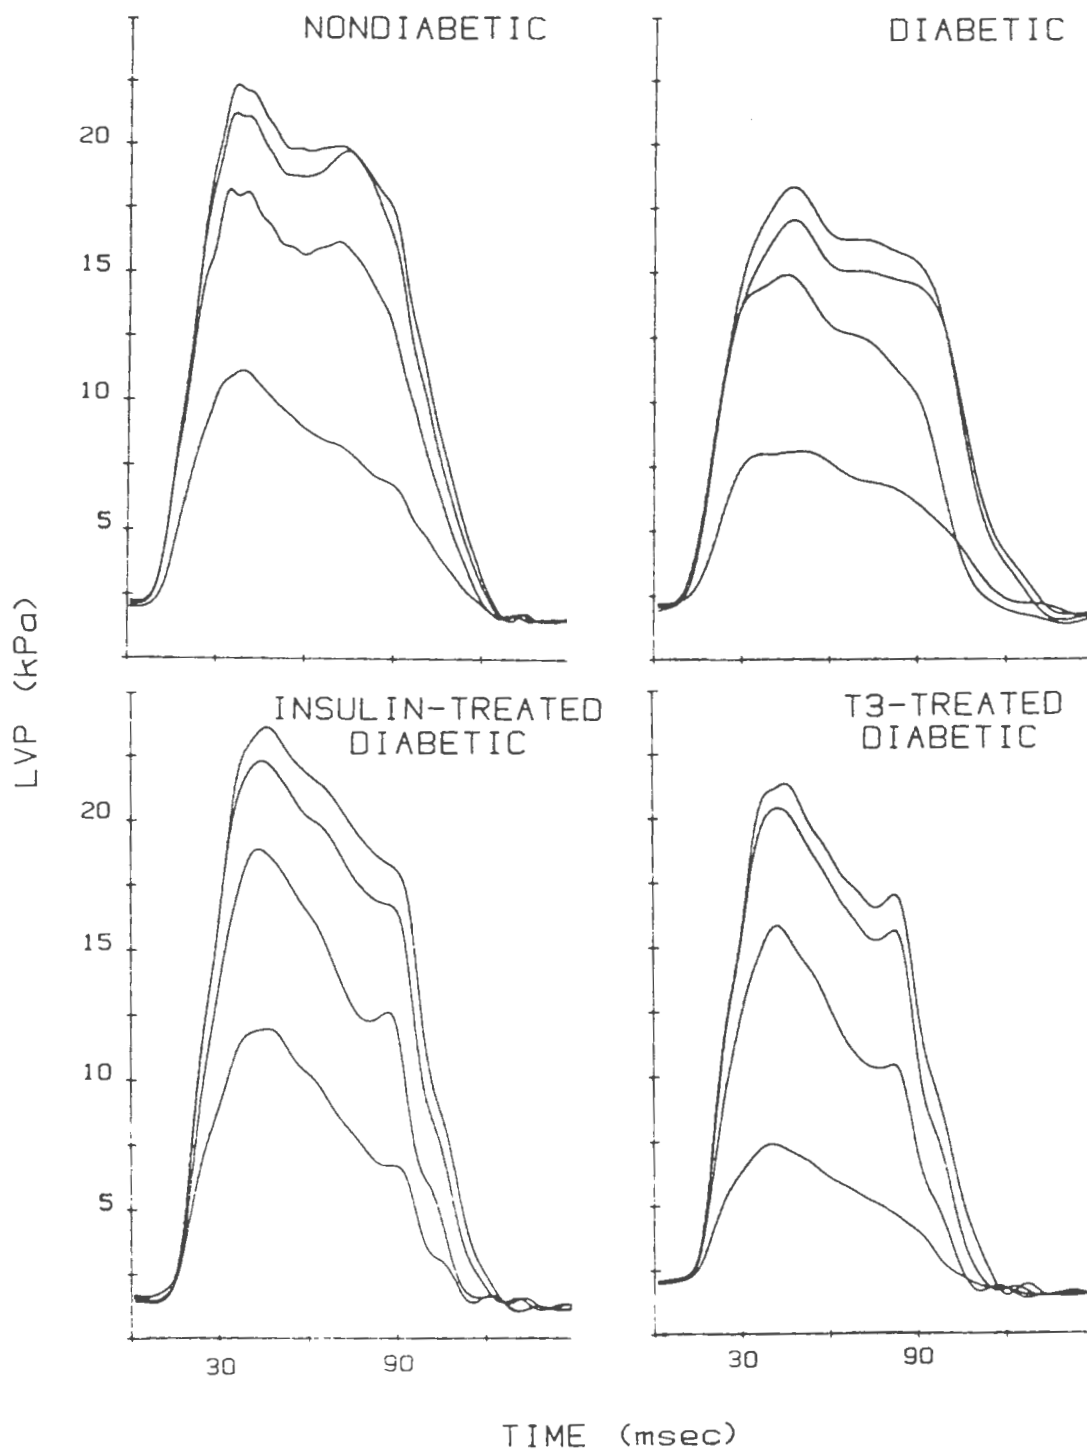 NONDIABETIC
DIABETIC
20
15
10
5
LVP (kPa)
INSULIN-TREATED
DIABETIC
T3-TREATED
DIABETIC
20
15
10
5
30
90
30
90
TIME (msec)